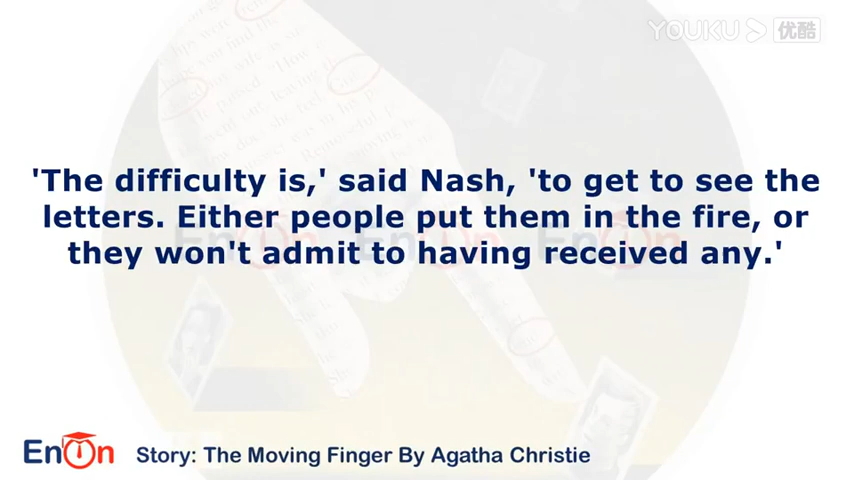 YOUKU 优酷
'The difficulty is,' said Nash, 'to get to see the
letters. Either people put them in the fire, or
they won't admit to having received any.'
EnOn Story: The Moving Finger By Agatha Christie